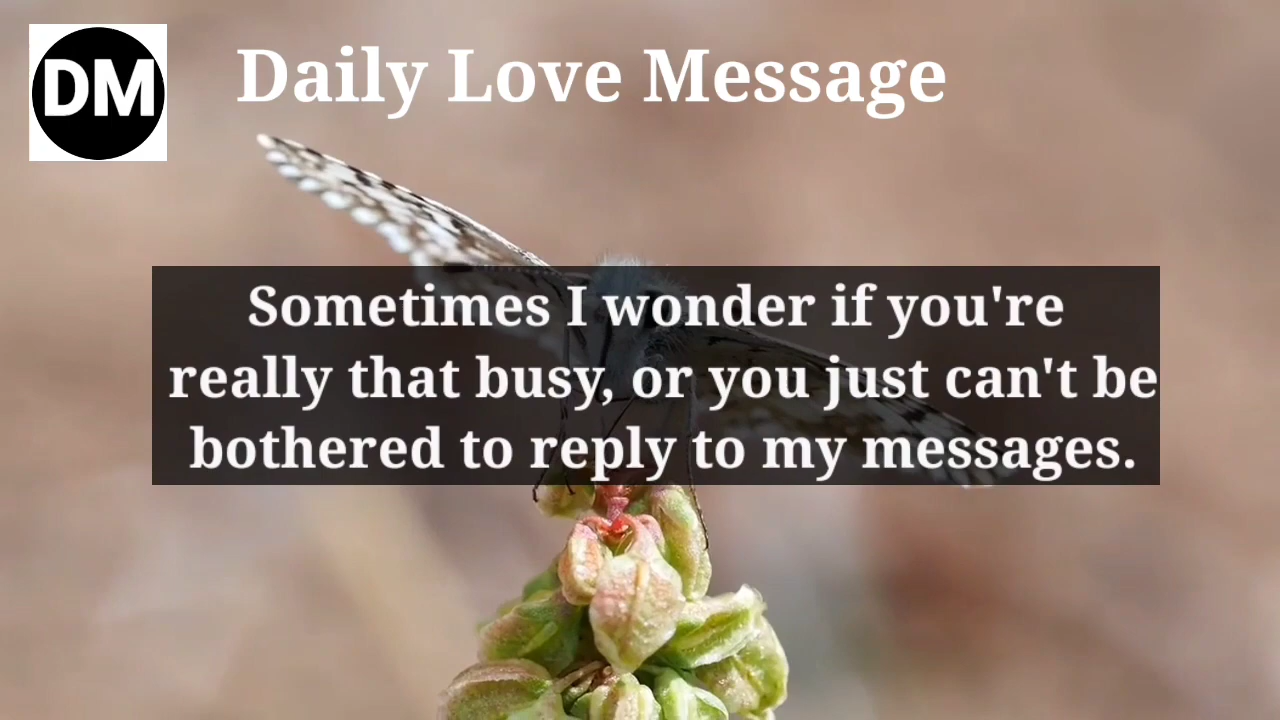 DM
Daily Love Message
Sometimes I wonder if you're
really that busy, or you just can't be
bothered to reply to my messages.